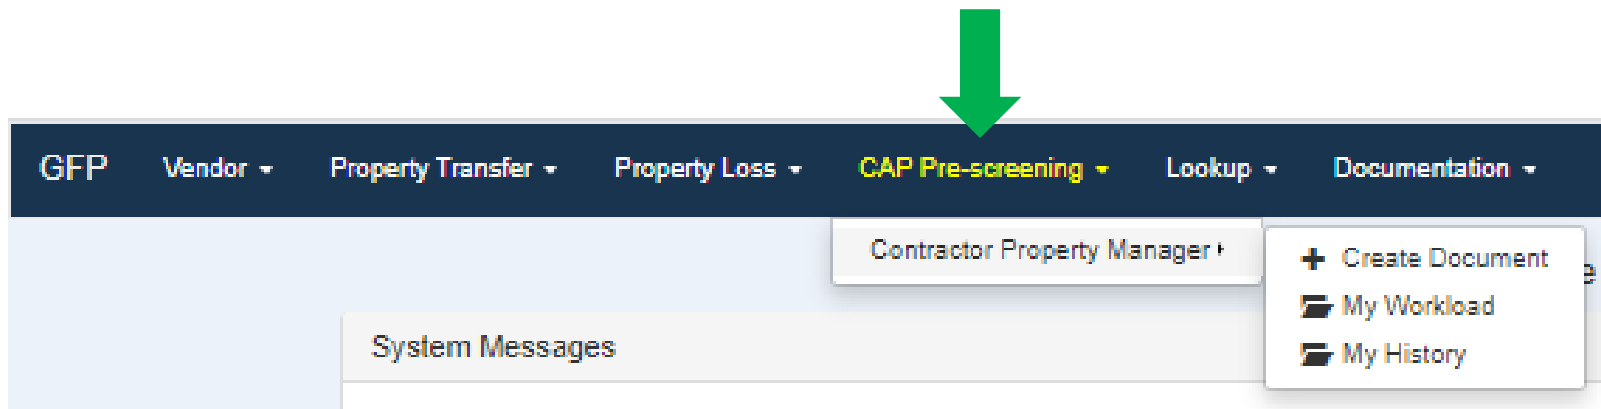 GFP Vendor Property Transfer Property Loss CAP Pre-screening Lookup Documentation
Contractor Property Manager
Create Document
My Workload
My History
System Messages